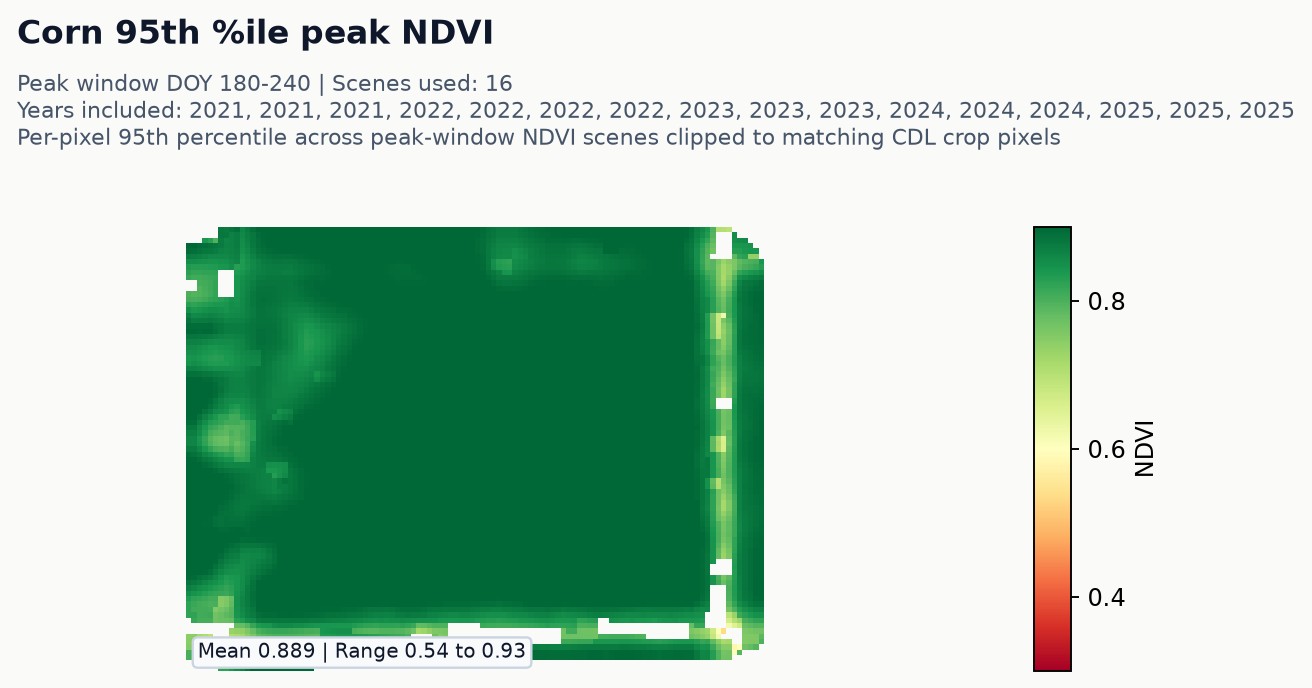 Corn 95th %ile peak NDVI
Peak window DOY 180-240 | Scenes used: 16
Years included: 2021, 2021, 2021, 2022, 2022, 2022, 2022, 2023, 2023, 2023, 2024, 2024, 2024, 2025, 2025, 2025
Per-pixel 95th percentile across peak-window NDVI scenes clipped to matching CDL crop pixels
0.8
0.6
0.4
NDVI
Mean 0.889 | Range 0.54 to 0.93